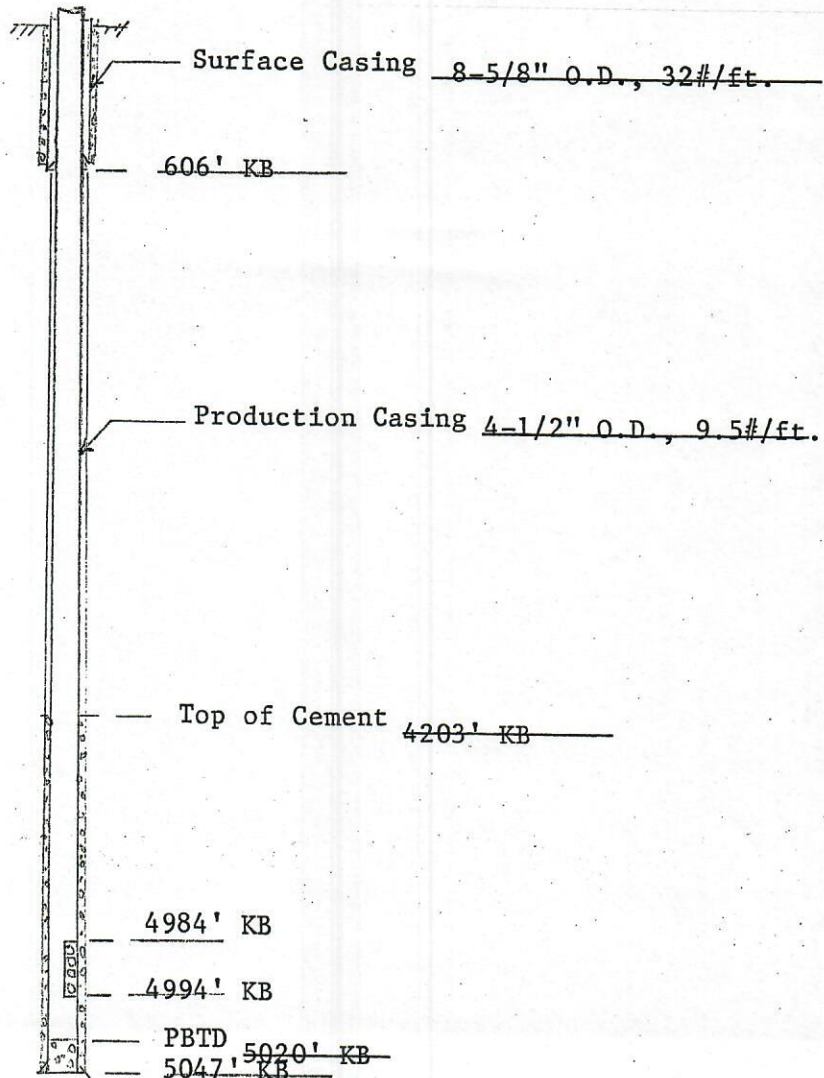 Surface Casing 8-5/8" O.D., 32#/ft.
606' KB
Production Casing 4-1/2" O.D., 9.5#/ft.
Top of Cement 4203' KB
4984' KB
4994' KB
PBTD 5020' KB
5047' KB